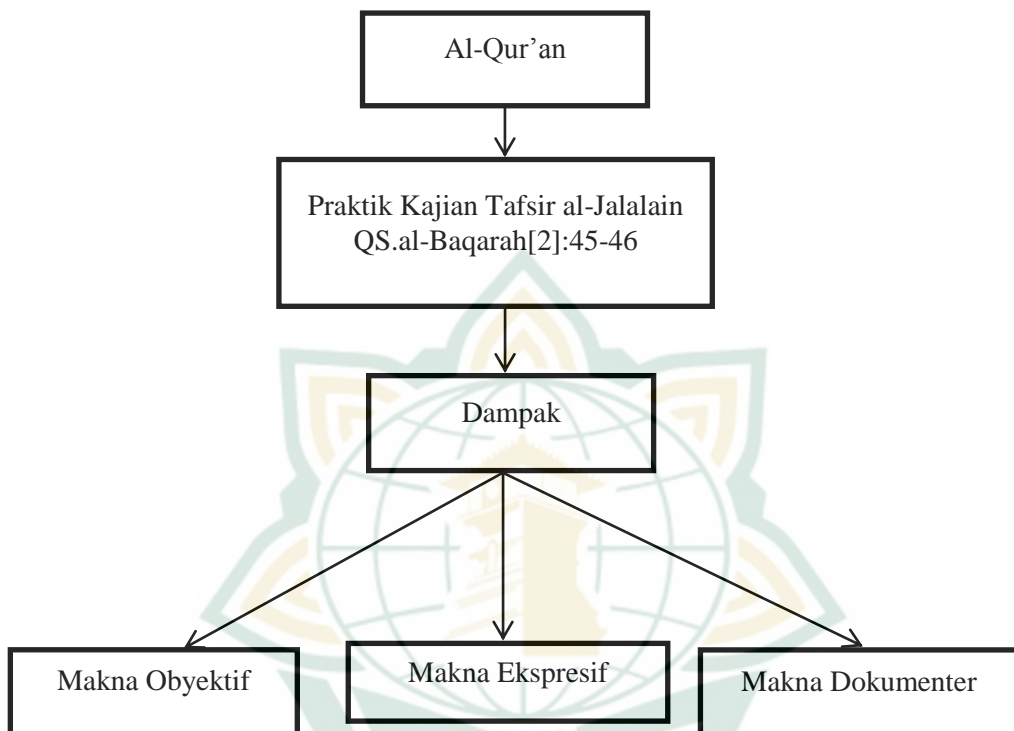 Al-Qur’an
Praktik Kajian Tafsir al-Jalalain
QS.al-Baqarah[2]:45-46
Dampak
Makna Obyektif
Makna Ekspresif
Makna Dokumenter